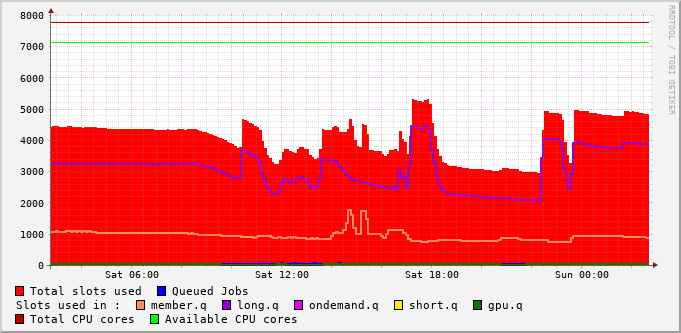 8000
7000
6000
5000
4000
3000
2000
1000
0
Sat 06:00 Sat 12:00 Sat 18:00 Sun 00:00
RRDTOOL / TOBI OETIKER
Total slots used Queued Jobs
Slots used in : member.q long.q ondemand.q short.q gpu.q
Total CPU cores Available CPU cores